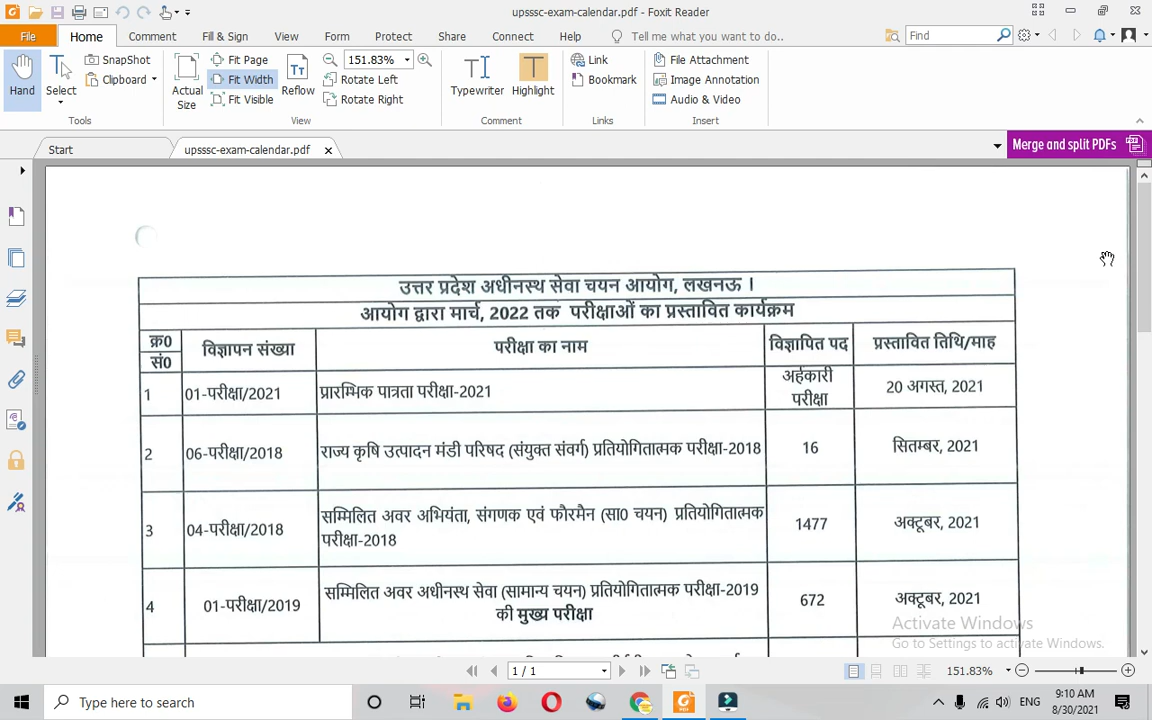 upsssc-exam-calendar.pdf - Foxit Reader
File Home Comment Fill & Sign View Form Protect Share Connect Help Tell me what you want to do.. Find
Hand
Select
SnapShot
Clipboard
Tools
Actual Size
Fit Page
Fit Width
Fit Visible
Reflow
151.83%
Rotate Left
Rotate Right
View
Typewriter
Highlight
Comment
Link
Bookmark
Links
File Attachment
Image Annotation
Audio & Video
Insert
Start
upsssc-exam-calendar.pdf
Merge and split PDFs
उत्तर प्रदेश अधीनस्थ सेवा चयन आयोग, लखनऊ ।
आयोग द्वारा मार्च, 2022 तक परीक्षाओं का प्रस्तावित कार्यक्रम
क्र0 सं0 विज्ञापन संख्या परीक्षा का नाम विज्ञापित पद प्रस्तावित तिथि/माह
1 01-परीक्षा/2021 प्रारम्भिक पात्रता परीक्षा-2021 अर्हकारी परीक्षा 20 अगस्त, 2021
2 06-परीक्षा/2018 राज्य कृषि उत्पादन मंडी परिषद (संयुक्त संवर्ग) प्रतियोगितात्मक परीक्षा-2018 16 सितम्बर, 2021
3 04-परीक्षा/2018 सम्मिलित अवर अभियंता, संगणक एवं फौरमैन (सा0 चयन) प्रतियोगितात्मक
परीक्षा-2018 1477 अक्टूबर, 2021
4 01-परीक्षा/2019 सम्मिलित अवर अधीनस्थ सेवा (सामान्य चयन) प्रतियोगितात्मक परीक्षा-2019
की मुख्य परीक्षा 672 अक्टूबर, 2021
Activate Windows
Go to Settings to activate Windows.
1 / 1 151.83%
Type here to search
ENG
9:10 AM
8/30/2021